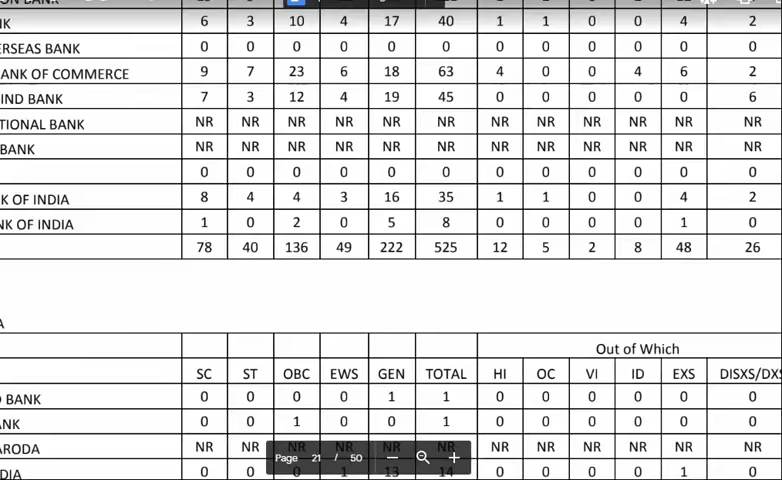 NK 6 3 10 4 17 40 1 1 0 0 4 2
ERSEAS BANK 0 0 0 0 0 0 0 0 0 0 0 0
ANK OF COMMERCE 9 7 23 6 18 63 4 0 0 4 6 2
IND BANK 7 3 12 4 19 45 0 0 0 0 0 6
TIONAL BANK NR NR NR NR NR NR NR NR NR NR NR NR
BANK NR NR NR NR NR NR NR NR NR NR NR NR
0 0 0 0 0 0 0 0 0 0 0 0
K OF INDIA 8 4 4 3 16 35 1 1 0 0 4 2
NK OF INDIA 1 0 2 0 5 8 0 0 0 0 1 0
78 40 136 49 222 525 12 5 2 8 48 26
A
Out of Which
SC ST OBC EWS GEN TOTAL HI OC VI ID EXS DISXS/DXS
D BANK 0 0 0 0 1 1 0 0 0 0 0 0
ANK 0 0 1 0 0 1 0 0 0 0 0 0
ARODA NR NR NR NR NR NR NR NR NR NR NR NR
DIA 0 0 0 1 13 14 0 0 0 0 1 0
Page 21 / 50